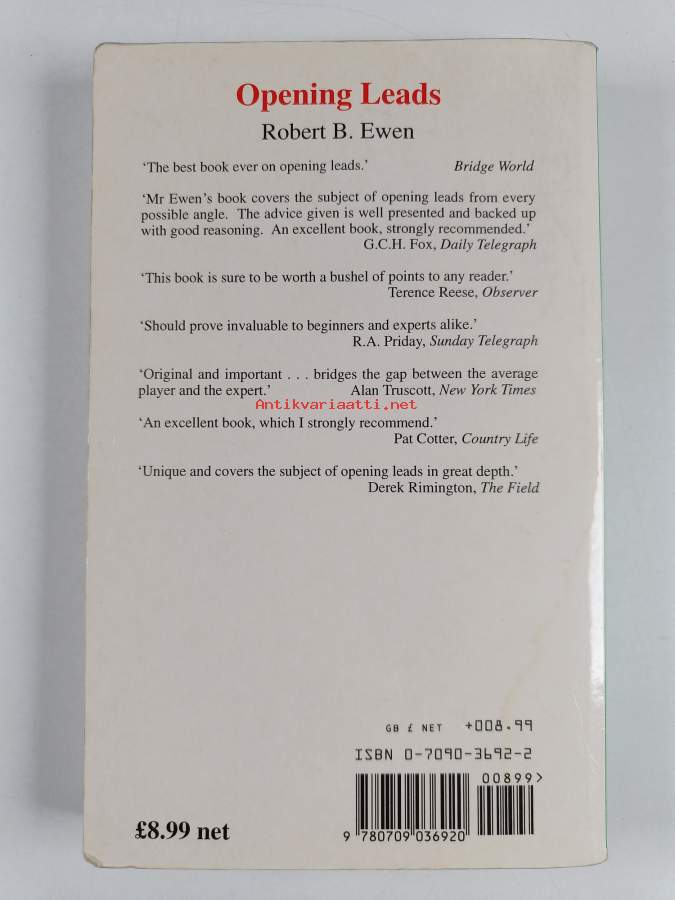 Opening Leads
Robert B. Ewen
‘The best book ever on opening leads.’ Bridge World
‘Mr Ewen’s book covers the subject of opening leads from every
possible angle. The advice given is well presented and backed up
with good reasoning. An excellent book, strongly recommended.’
G.C.H. Fox, Daily Telegraph
‘This book is sure to be worth a bushel of points to any reader.’
Terence Reese, Observer
‘Should prove invaluable to beginners and experts alike.’
R.A. Priday, Sunday Telegraph
‘Original and important . . . bridges the gap between the average
player and the expert.’ Alan Truscott, New York Times
Antikvariaatti.net
‘An excellent book, which I strongly recommend.’
Pat Cotter, Country Life
‘Unique and covers the subject of opening leads in great depth.’
Derek Rimington, The Field
GB £ NET +008.99
ISBN 0-7090-3692-2
00899>
£8.99 net
9 780709 036920